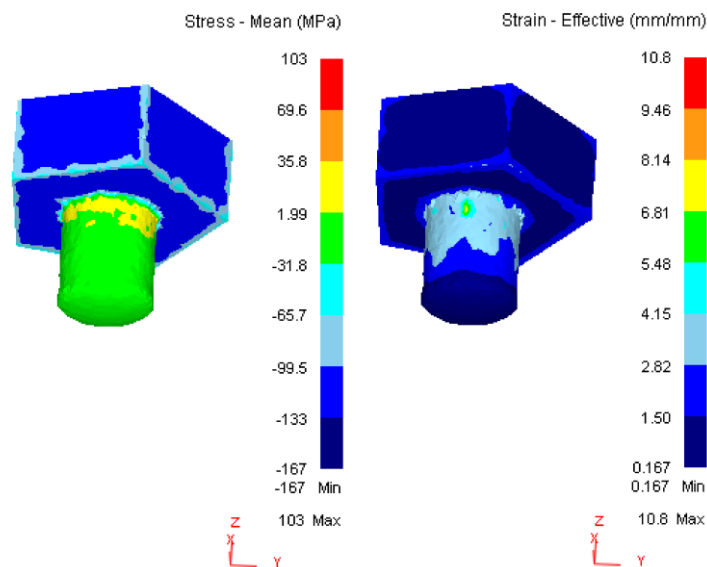 Stress - Mean (MPa)
103
69.6
35.8
1.99
-31.8
-65.7
-99.5
-133
-167
-167 Min
103 Max
Z
X
Y
Strain - Effective (mm/mm)
10.8
9.46
8.14
6.81
5.48
4.15
2.82
1.50
0.167
0.167 Min
10.8 Max
Z
X
Y